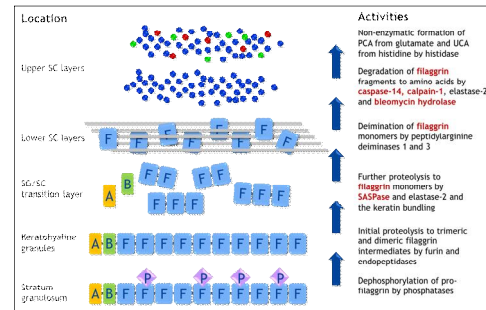 Location
Activities
Upper SC layers
Non-enzymatic formation of
PCA from glutamate and UCA
from histidine by histidase
Degradation of filaggrin
fragments to amino acids by
caspase-14, calpain-1, elastase-2
and bleomycin hydrolase
Lower SC layers
F F F F F F F
Deimination of filaggrin
monomers by peptidylarginine
deiminases 1 and 3
SG/SC
transition layer
A B F F F F F F F F F F
Further proteolysis to
filaggrin monomers by
SASPase and elastase-2 and
the keratin bundling
Keratohyaline
granules
A B F F F F F F F F F F
Initial proteolysis to trimeric
and dimeric filaggrin
intermediates by furin and
endopeptidases
Stratum
granulosum
P P P P
A B F F F F F F F F F F
Dephosphorylation of pro-
filaggrin by phosphatases